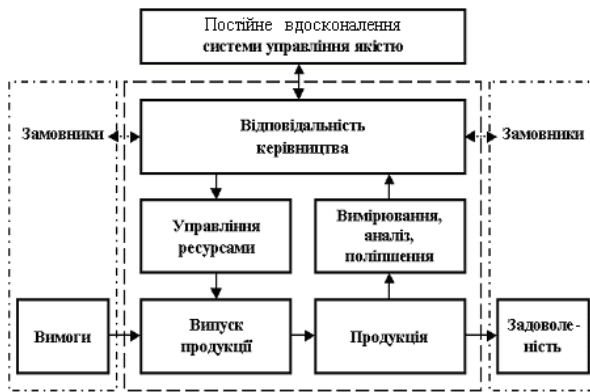 Постійне вдосконалення
системи управління якістю
Замовники
Відповідальність
керівництва
Замовники
Управління
ресурсами
Вимірювання,
аналіз,
поліпшення
Вимоги
Випуск
продукції
Продукція
Задоволе-
ність